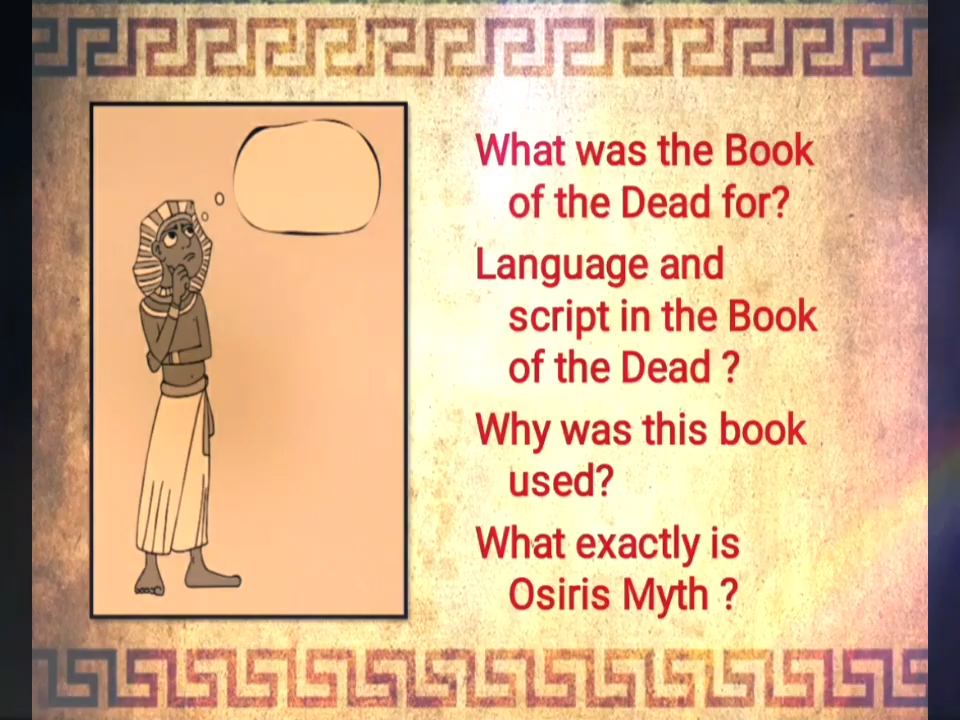 What was the Book
of the Dead for?
Language and
script in the Book
of the Dead ?
Why was this book
used?
What exactly is
Osiris Myth ?